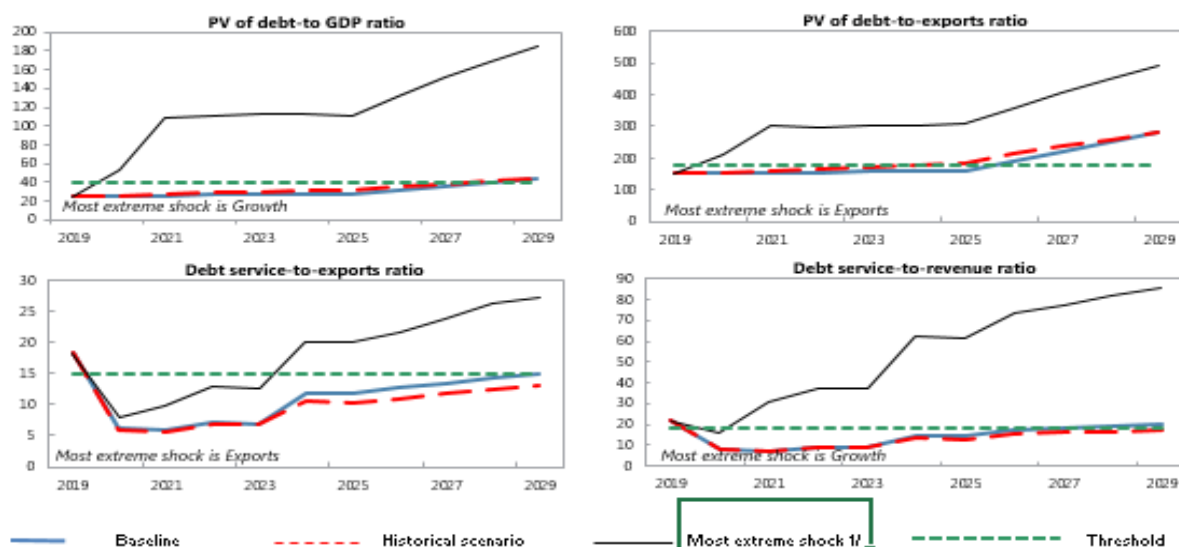 PV of debt-to GDP ratio
200
180
160
140
120
100
80
60
40
20
0
Most extreme shock is Growth
2019 2021 2023 2025 2027 2029
PV of debt-to-exports ratio
600
500
400
300
200
100
0
Most extreme shock is Exports
2019 2021 2023 2025 2027 2029
Debt service-to-exports ratio
30
25
20
15
10
5
0
Most extreme shock is Exports
2019 2021 2023 2025 2027 2029
Debt service-to-revenue ratio
90
80
70
60
50
40
30
20
10
0
Most extreme shock is Growth
2019 2021 2023 2025 2027 2029
Baseline Historical scenario Most extreme shock 1/ Threshold